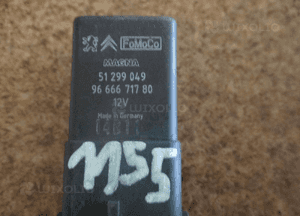 FoMoCo
MAGNA
51 299 049
96 666 717 80
12V
Made in Germany
1155